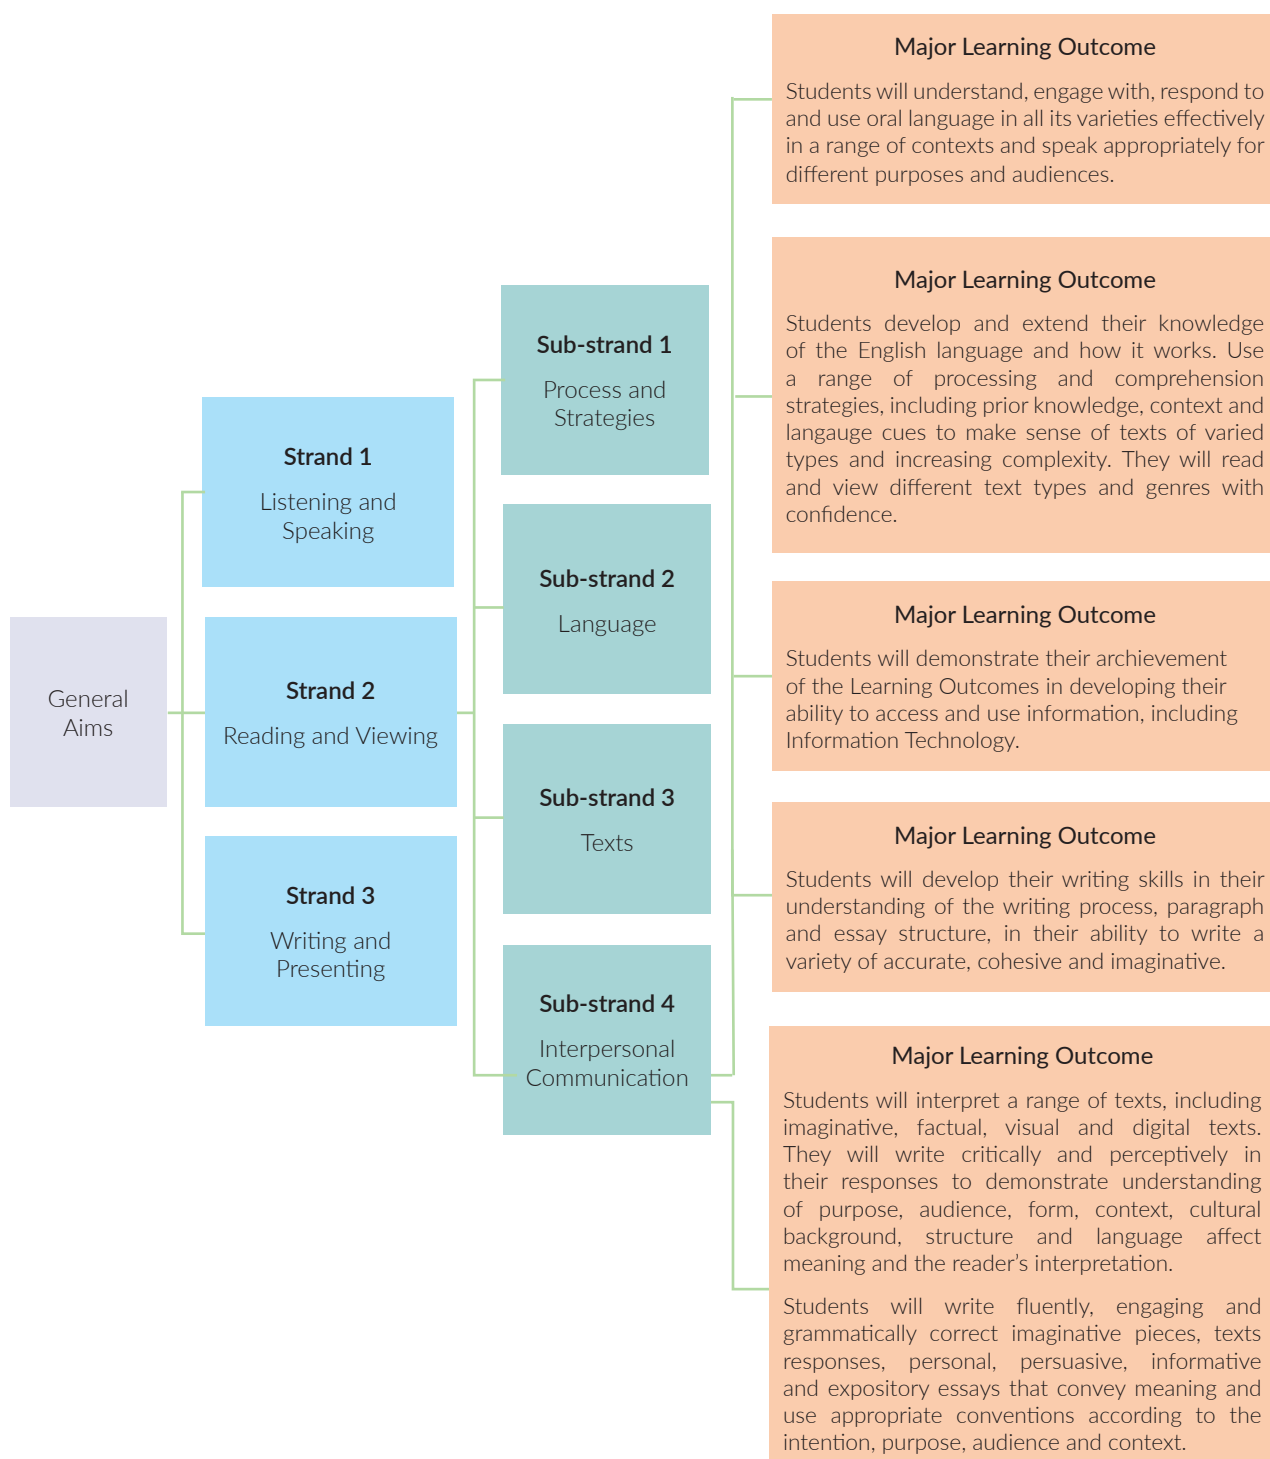 General
Aims
Strand 1
Listening and
Speaking
Strand 2
Reading and Viewing
Strand 3
Writing and
Presenting
Sub-strand 1
Process and
Strategies
Sub-strand 2
Language
Sub-strand 3
Texts
Sub-strand 4
Interpersonal
Communication
Major Learning Outcome
Students will understand, engage with, respond to
and use oral language in all its varieties effectively
in a range of contexts and speak appropriately for
different purposes and audiences.
Major Learning Outcome
Students develop and extend their knowledge
of the English language and how it works. Use
a range of processing and comprehension
strategies, including prior knowledge, context and
langauge cues to make sense of texts of varied
types and increasing complexity. They will read
and view different text types and genres with
confidence.
Major Learning Outcome
Students will demonstrate their archievement
of the Learning Outcomes in developing their
ability to access and use information, including
Information Technology.
Major Learning Outcome
Students will develop their writing skills in their
understanding of the writing process, paragraph
and essay structure, in their ability to write a
variety of accurate, cohesive and imaginative.
Major Learning Outcome
Students will interpret a range of texts, including
imaginative, factual, visual and digital texts.
They will write critically and perceptively in
their responses to demonstrate understanding
of purpose, audience, form, context, cultural
background, structure and language affect
meaning and the reader's interpretation.
Students will write fluently, engaging and
grammatically correct imaginative pieces, texts
responses, personal, persuasive, informative
and expository essays that convey meaning and
use appropriate conventions according to the
intention, purpose, audience and context.